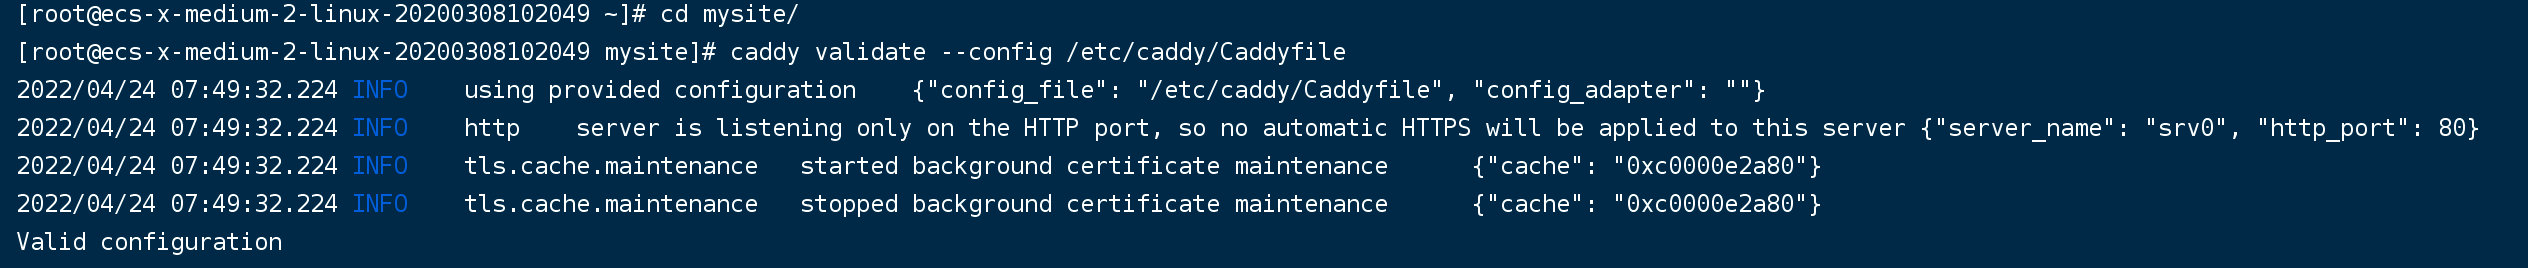 [root@ecs-x-medium-2-linux-20200308102049 ~]# cd mysite/
[root@ecs-x-medium-2-linux-20200308102049 mysite]# caddy validate --config /etc/caddy/Caddyfile
2022/04/24 07:49:32.224 INFO    using provided configuration    {"config_file": "/etc/caddy/Caddyfile", "config_adapter": ""}
2022/04/24 07:49:32.224 INFO    http    server is listening only on the HTTP port, so no automatic HTTPS will be applied to this server {"server_name": "srv0", "http_port": 80}
2022/04/24 07:49:32.224 INFO    tls.cache.maintenance   started background certificate maintenance      {"cache": "0xc0000e2a80"}
2022/04/24 07:49:32.224 INFO    tls.cache.maintenance   stopped background certificate maintenance      {"cache": "0xc0000e2a80"}
Valid configuration